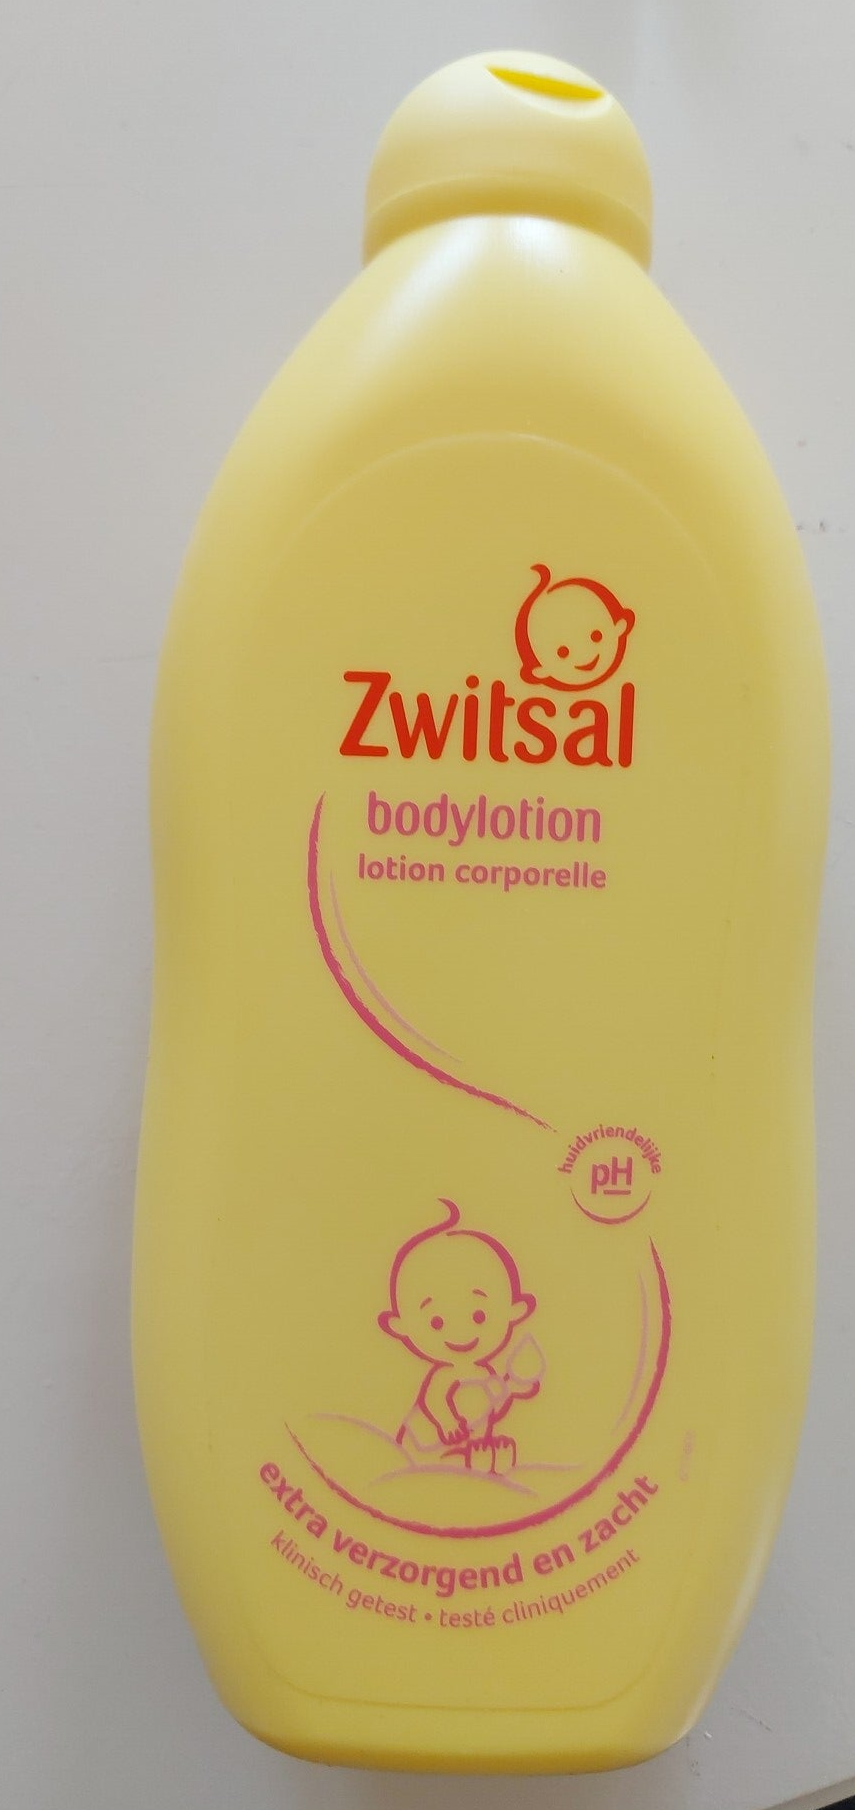 Zwitsal
bodylotion
lotion corporelle
huidvriendelijke
pH
extra verzorgend en zacht
klinisch getest • testé cliniquement